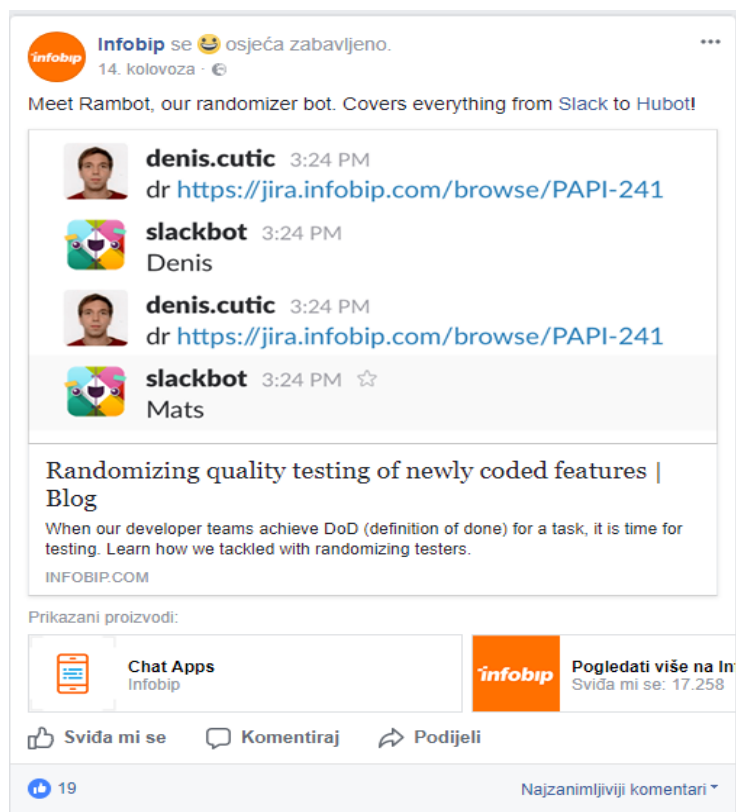 infobip
Infobip se osjeća zabavljeno.
14. kolovoza ·
Meet Rambot, our randomizer bot. Covers everything from Slack to Hubot!
denis.cutic 3:24 PM
dr https://jira.infobip.com/browse/PAPI-241
slackbot 3:24 PM
Denis
denis.cutic 3:24 PM
dr https://jira.infobip.com/browse/PAPI-241
slackbot 3:24 PM
Mats
Randomizing quality testing of newly coded features |
Blog
When our developer teams achieve DoD (definition of done) for a task, it is time for
testing. Learn how we tackled with randomizing testers.
INFOBIP.COM
Prikazani proizvodi:
Chat Apps
Infobip
infobip
Pogledati više na In
Sviđa mi se: 17.258
Sviđa mi se Komentiraj Podijeli
19 Najzanimljiviji komentari